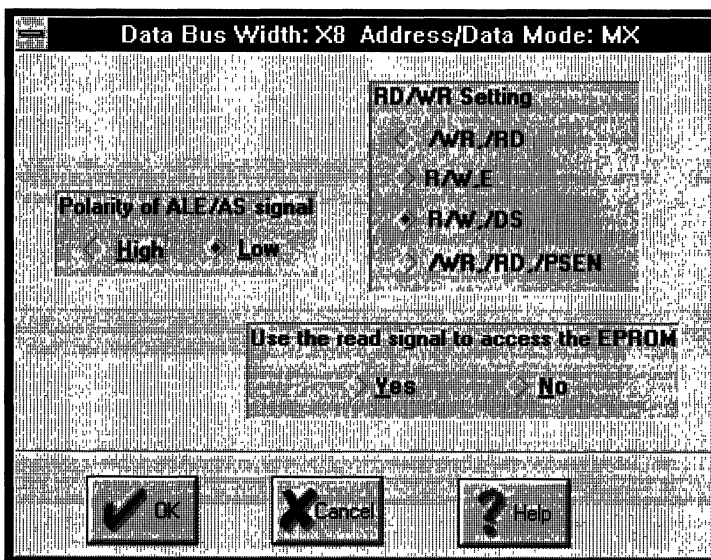 Data Bus Width: X8 Address/Data Mode: MX
RD/WR Setting
/WR,/RD
R/W,E
R/W,/DS
/WR,/RD,/PSEN
Polarity of ALE/AS signal
High Low
Use the read signal to access the EPROM
Yes No
OK Cancel Help